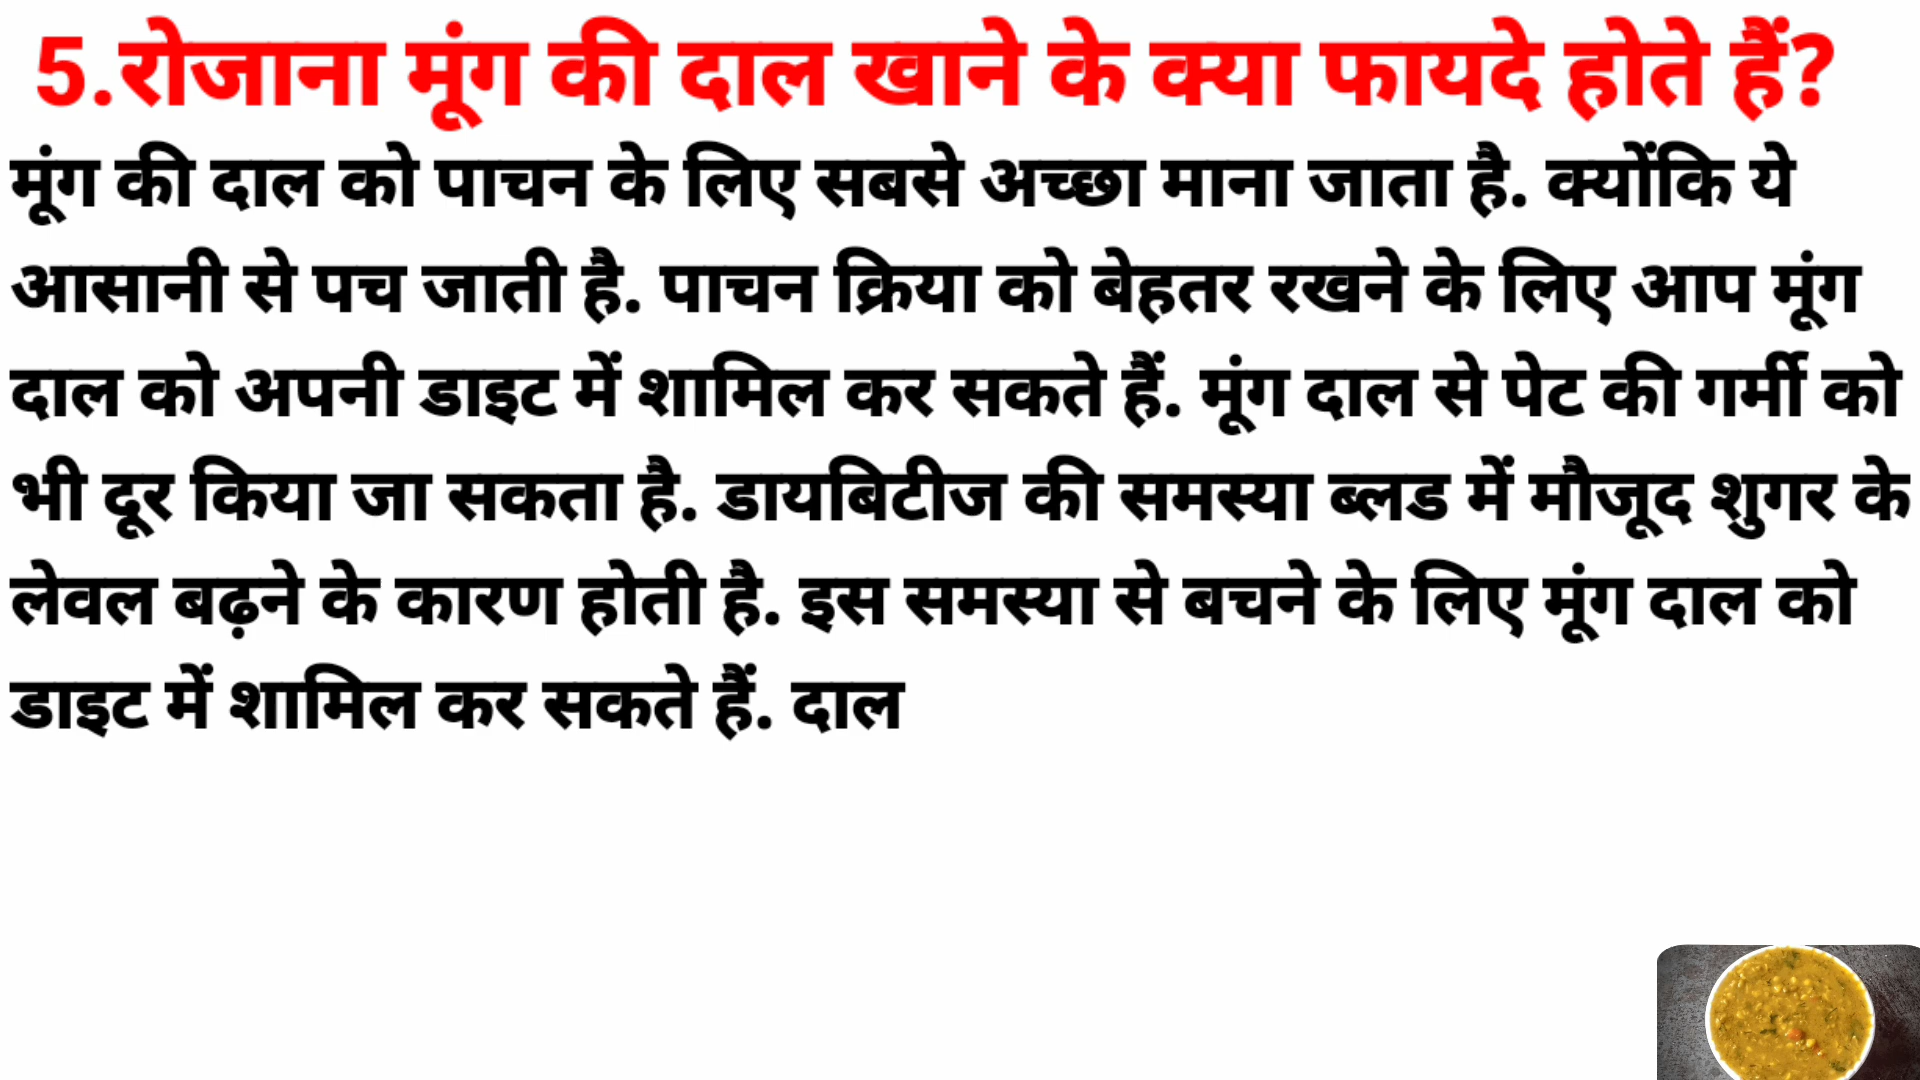 5.रोजाना मूंग की दाल खाने के क्या फायदे होते हैं?
मूंग की दाल को पाचन के लिए सबसे अच्छा माना जाता है. क्योंकि ये
आसानी से पच जाती है. पाचन क्रिया को बेहतर रखने के लिए आप मूंग
दाल को अपनी डाइट में शामिल कर सकते हैं. मूंग दाल से पेट की गर्मी को
भी दूर किया जा सकता है. डायबिटीज की समस्या ब्लड में मौजूद शुगर के
लेवल बढ़ने के कारण होती है. इस समस्या से बचने के लिए मूंग दाल को
डाइट में शामिल कर सकते हैं. दाल